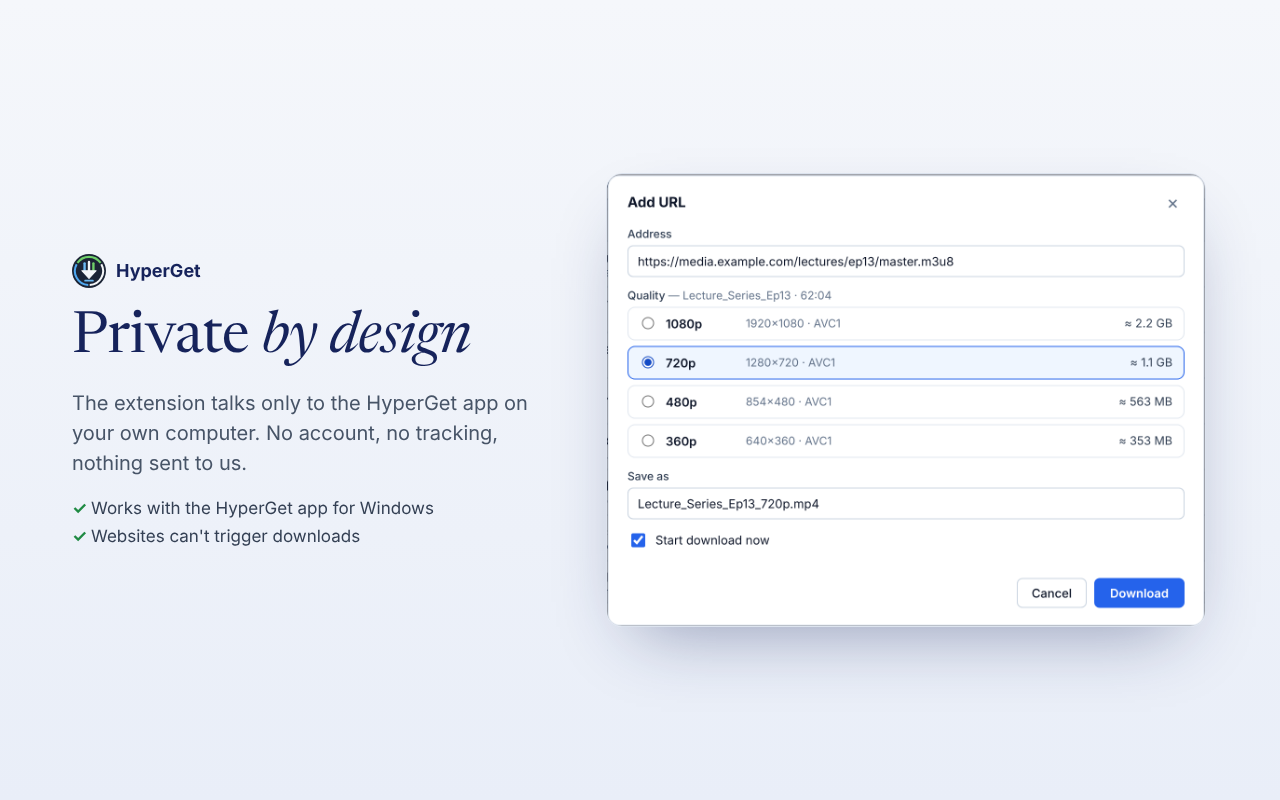 HyperGet
Private by design
The extension talks only to the HyperGet app on
your own computer. No account, no tracking,
nothing sent to us.
✓ Works with the HyperGet app for Windows
✓ Websites can't trigger downloads
Add URL
Address
https://media.example.com/lectures/ep13/master.m3u8
Quality — Lecture_Series_Ep13 · 62:04
1080p 1920×1080 · AVC1 ≈ 2.2 GB
720p 1280×720 · AVC1 ≈ 1.1 GB
480p 854×480 · AVC1 ≈ 563 MB
360p 640×360 · AVC1 ≈ 353 MB
Save as
Lecture_Series_Ep13_720p.mp4
Start download now
Cancel Download